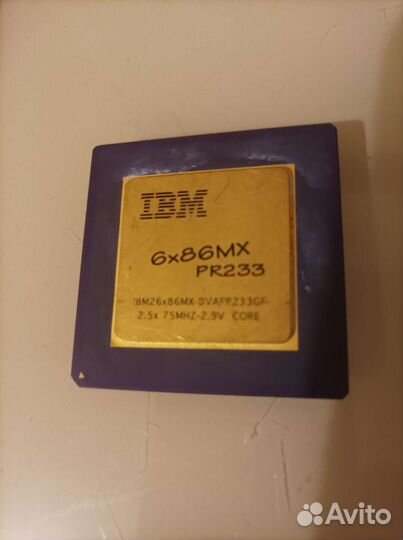 IBM
6x86MX
PR233
IBM26x86MX-BVAPR233GF-
2.5x 75MHZ-2.9V CORE
Avito